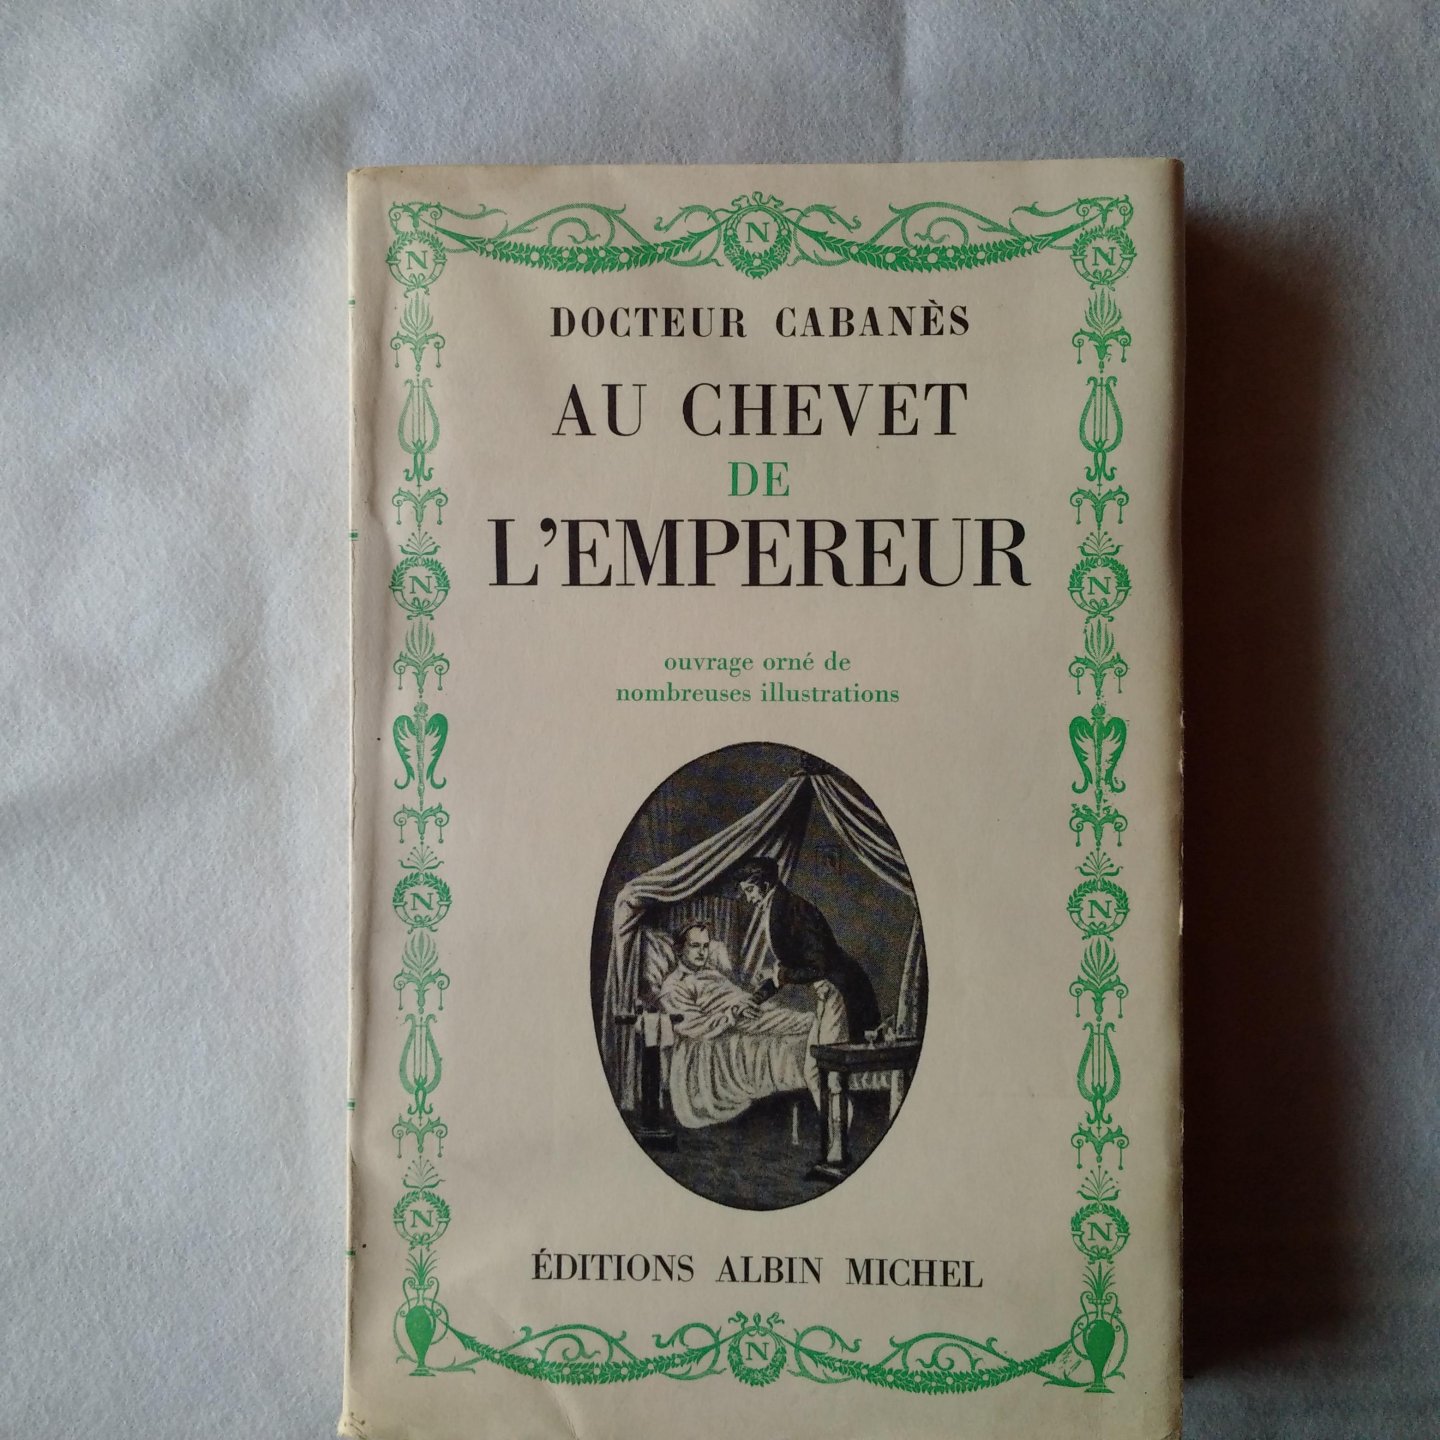 N
N N
DOCTEUR CABANÈS
AU CHEVET
DE
L'EMPEREUR
N N
ouvrage orné de
nombreuses illustrations
N N
N N
ÉDITIONS ALBIN MICHEL
N